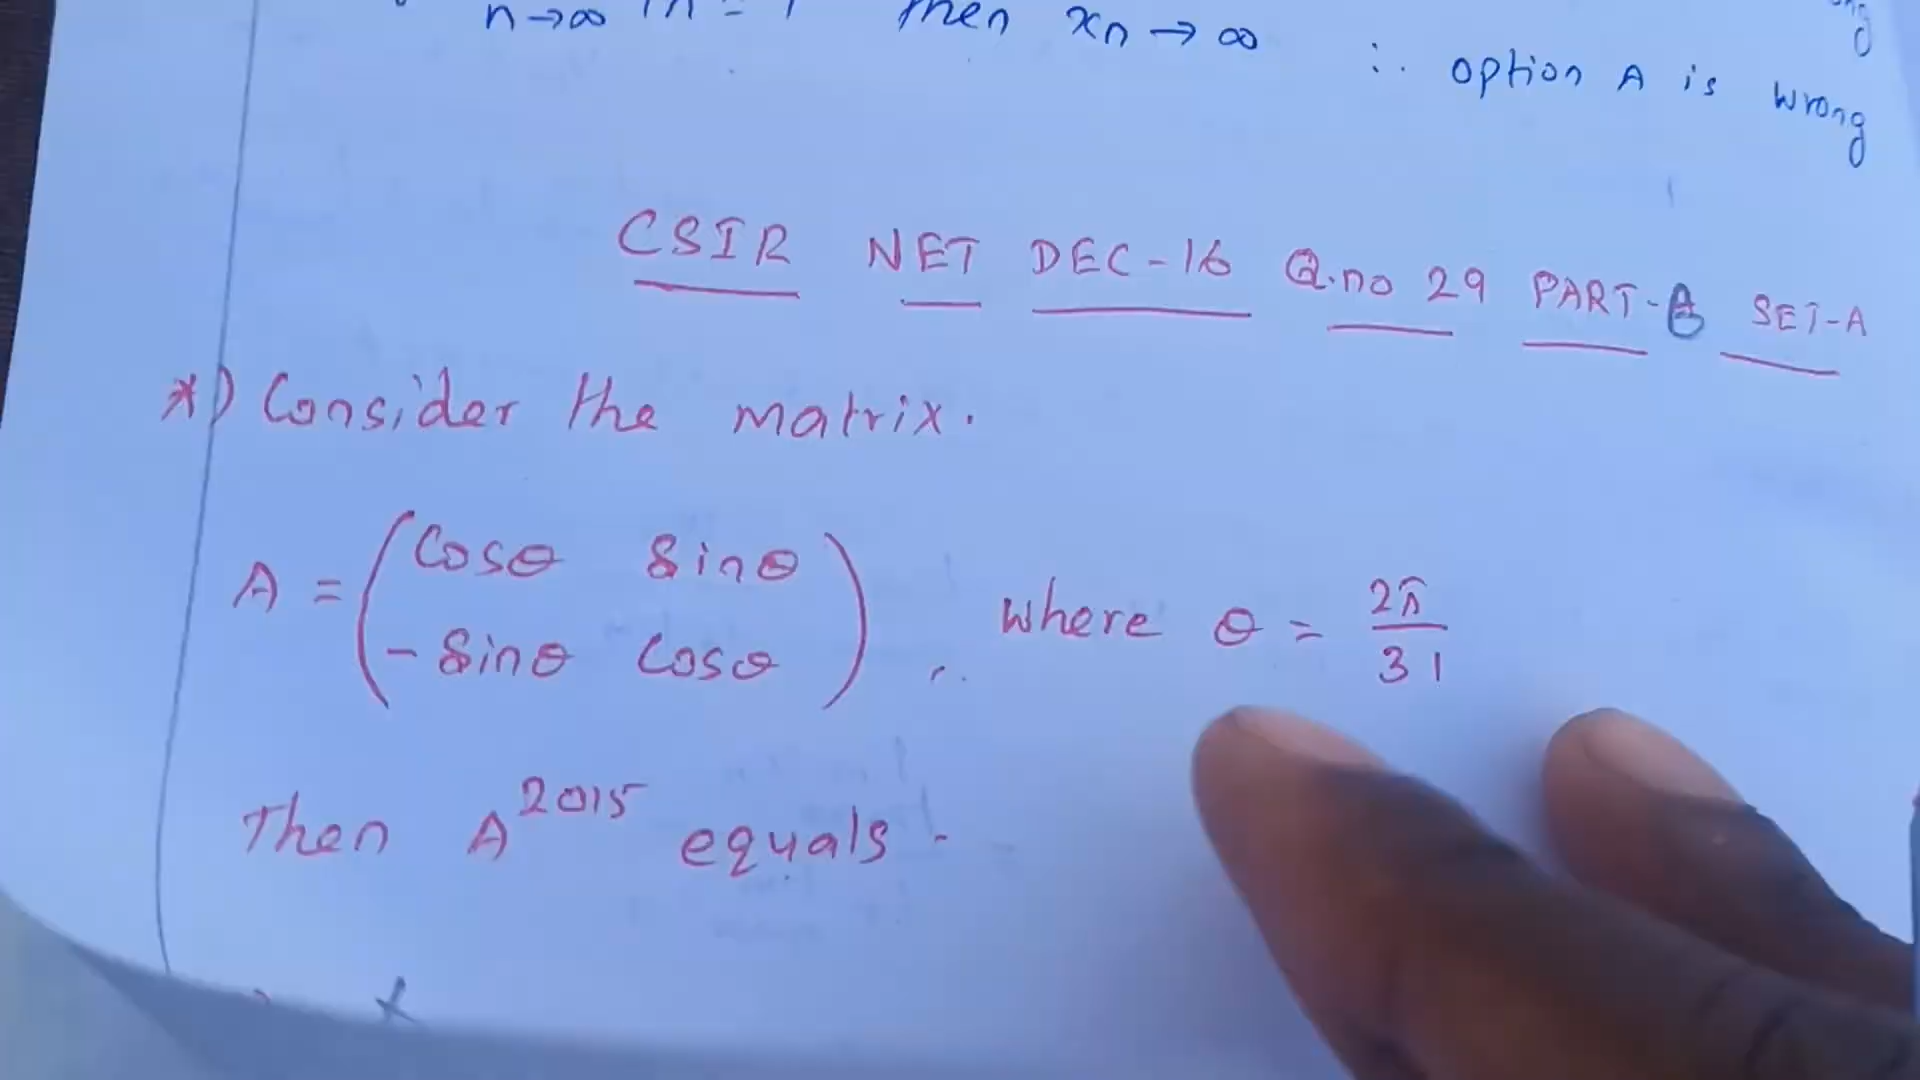 n→∞ then xn → ∞
∴ option A is wrong
CSIR NET DEC-16 Q.no 29 PART-B SET-A
*) Consider the matrix.
A = (cosθ sinθ
-sinθ cosθ), where θ = 2π/31
Then A^2015 equals.